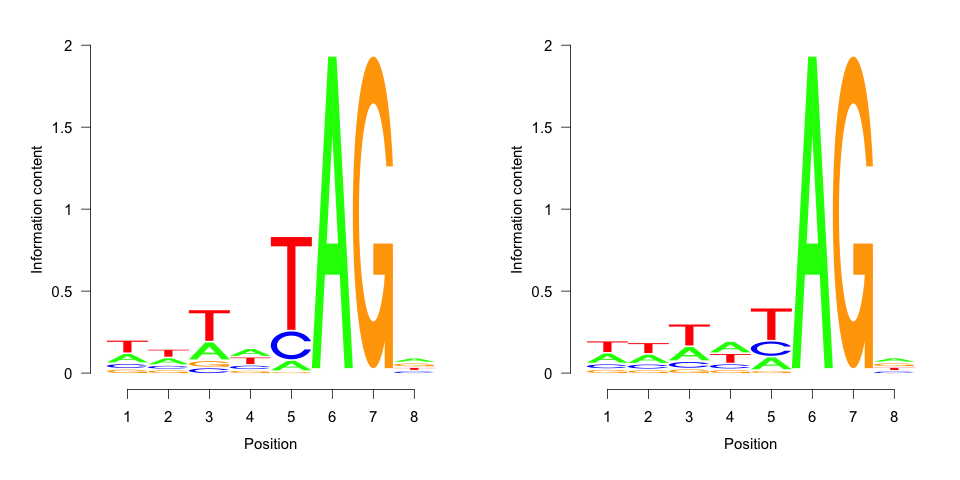 2
1.5
1
0.5
0
Information content
T T T A T A G A
A A A T C A G
C C G C A T
G G C G G C
1 2 3 4 5 6 7 8
Position
2
1.5
1
0.5
0
Information content
T T T A T A G A
A A A T C G
C C C C A T
G G G G G C
1 2 3 4 5 6 7 8
Position